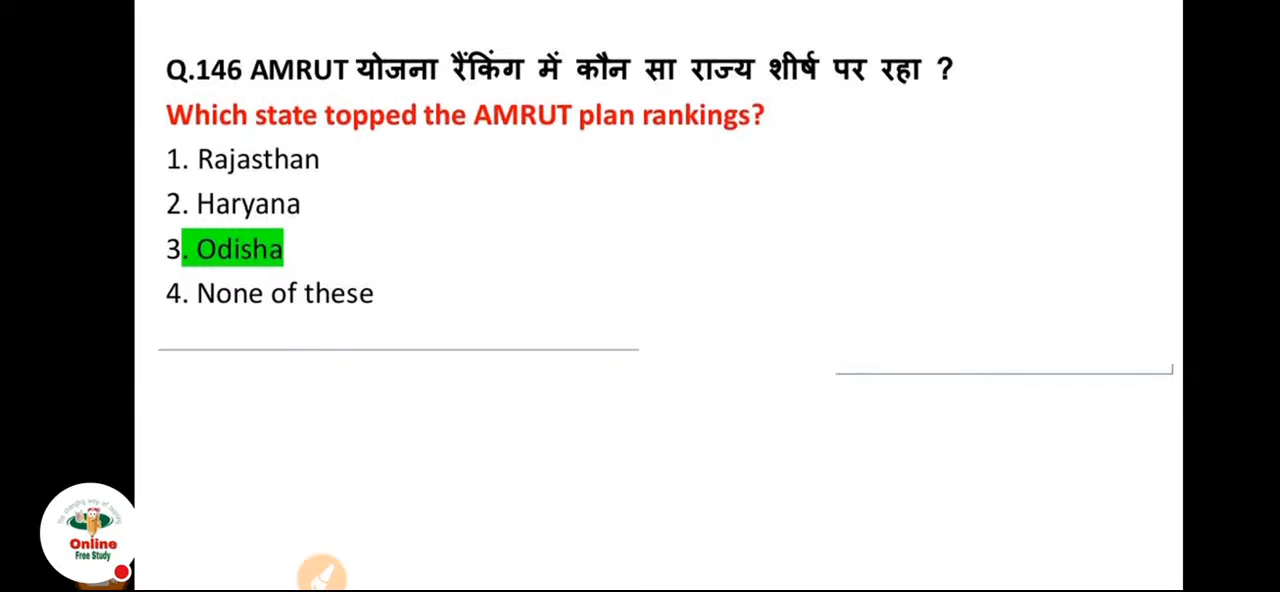 Q.146 AMRUT योजना रैंकिंग में कौन सा राज्य शीर्ष पर रहा ?
Which state topped the AMRUT plan rankings?
1. Rajasthan
2. Haryana
3. Odisha
4. None of these
Online
Free Study